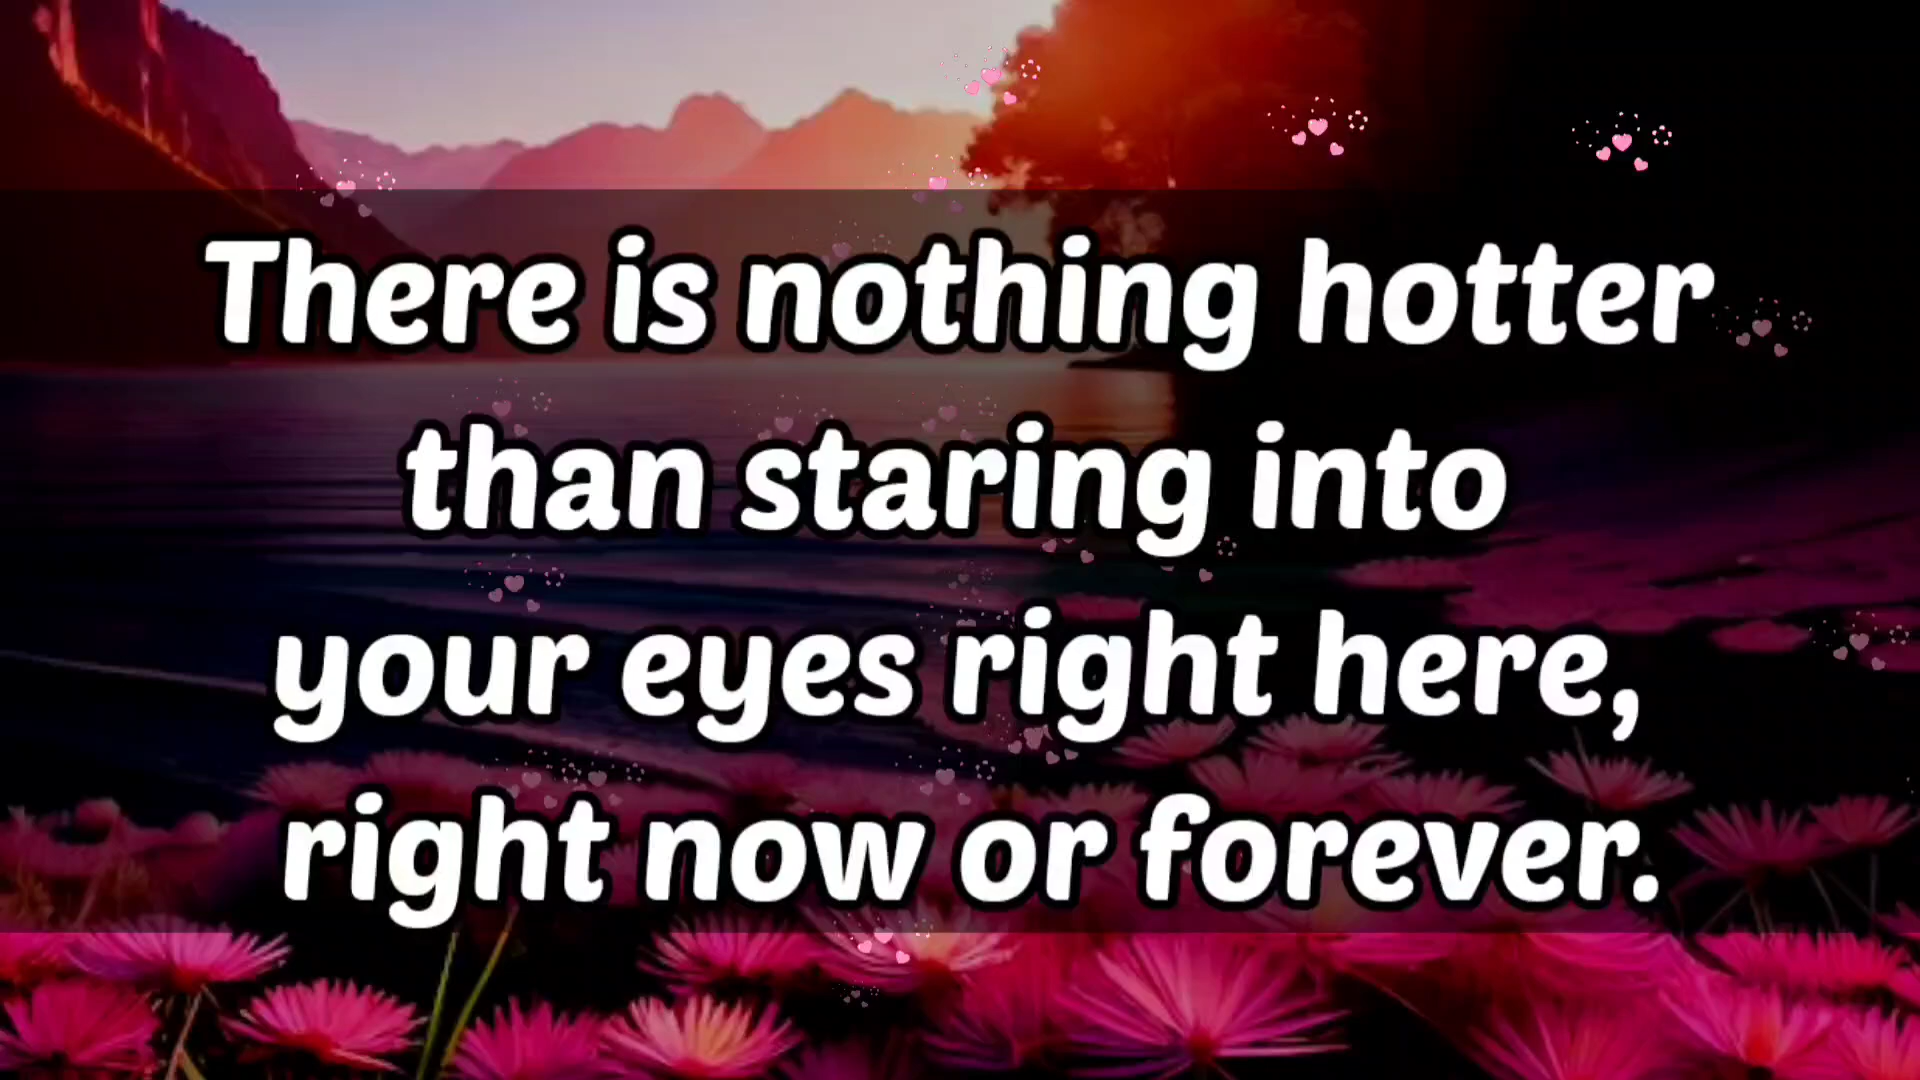 There is nothing hotter
than staring into
your eyes right here,
right now or forever.